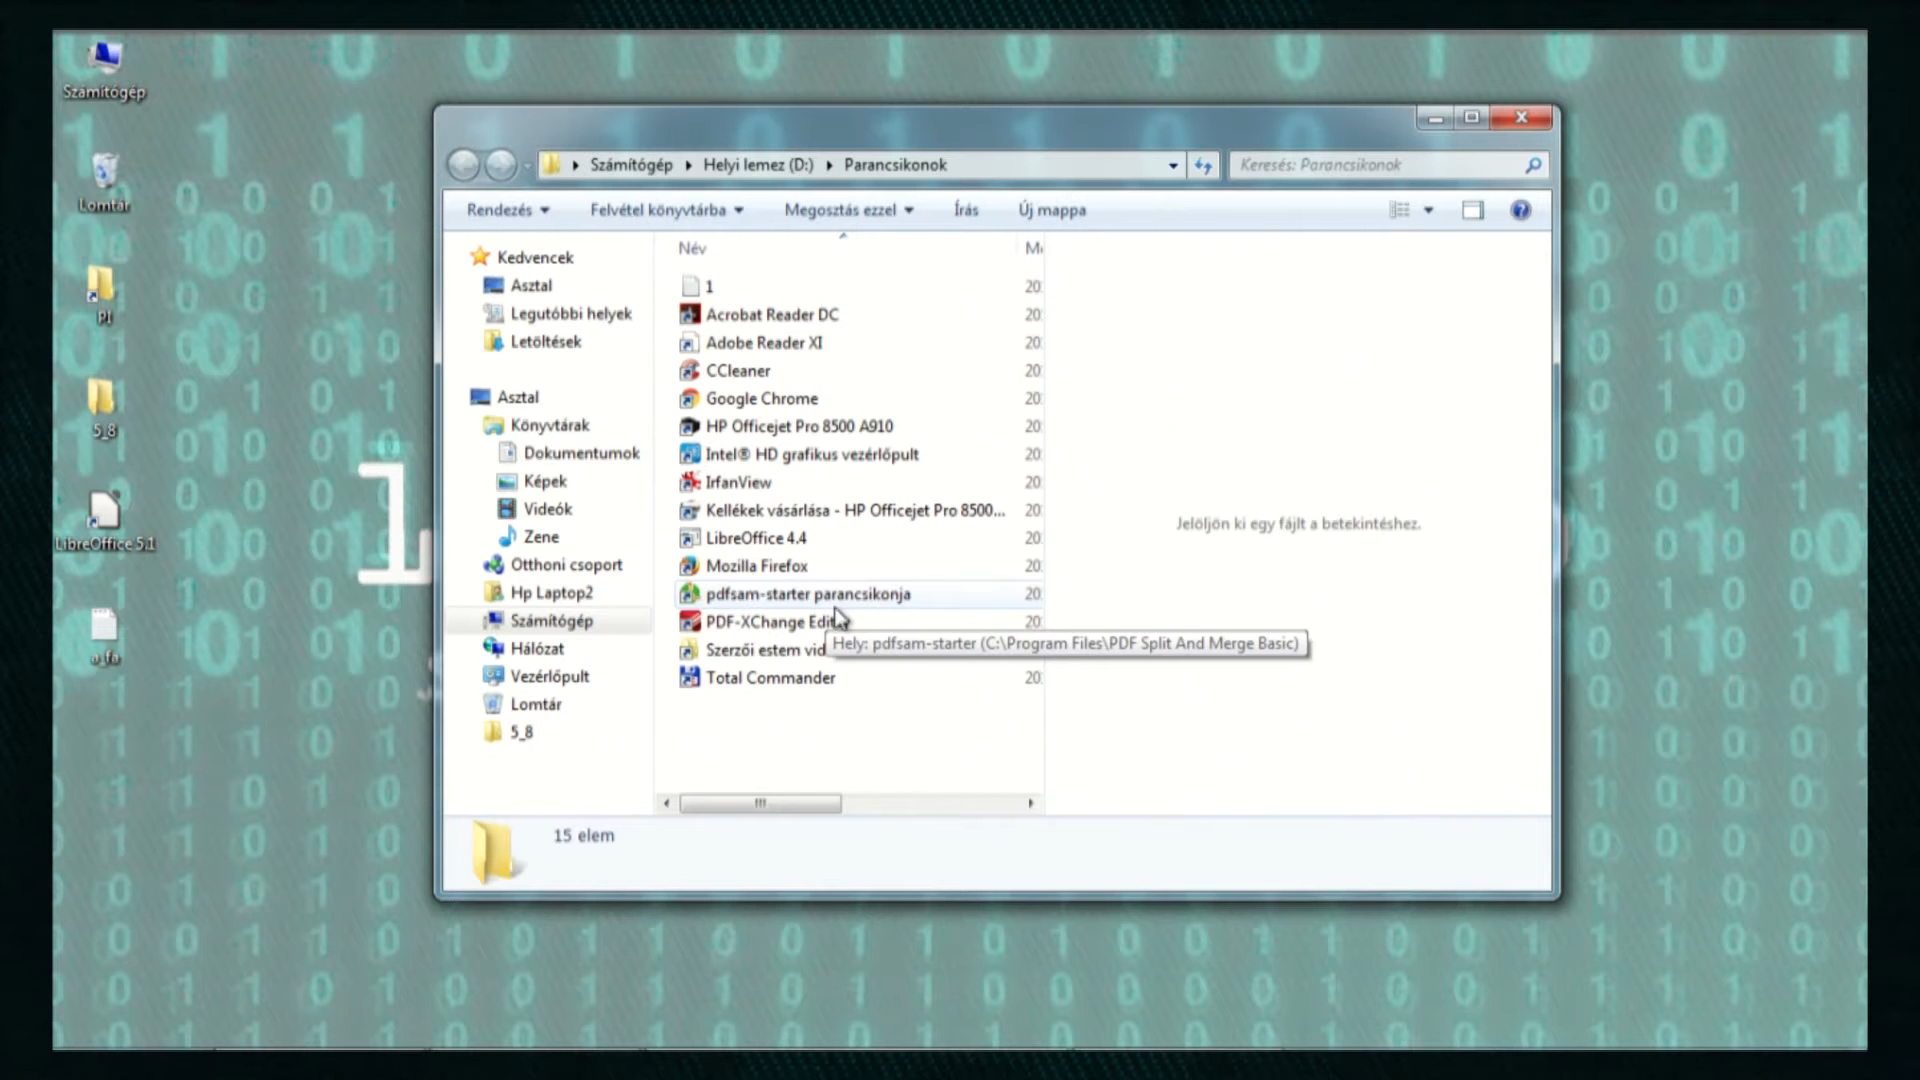 Számítógép
Lomtár
pf
5_8
LibreOffice 5.1
a_fa
Számítógép Helyi lemez (D:) Parancsikonok
Keresés: Parancsikonok
Rendezés Felvétel könyvtárba Megosztás ezzel Írás Új mappa
Kedvencek
Asztal
Legutóbbi helyek
Letöltések
Asztal
Könyvtárak
Dokumentumok
Képek
Videók
Zene
Otthoni csoport
Hp Laptop2
Számítógép
Hálózat
Vezérlőpult
Lomtár
5_8
Név
1
Acrobat Reader DC
Adobe Reader XI
CCleaner
Google Chrome
HP Officejet Pro 8500 A910
Intel® HD grafikus vezérlőpult
IrfanView
Kellékek vásárlása - HP Officejet Pro 8500...
LibreOffice 4.4
Mozilla Firefox
pdfsam-starter parancsikonja
PDF-XChange Edit
Szerzői estem vid
Total Commander
Hely: pdfsam-starter (C:\Program Files\PDF Split And Merge Basic)
Jelöljön ki egy fájlt a betekintéshez.
15 elem